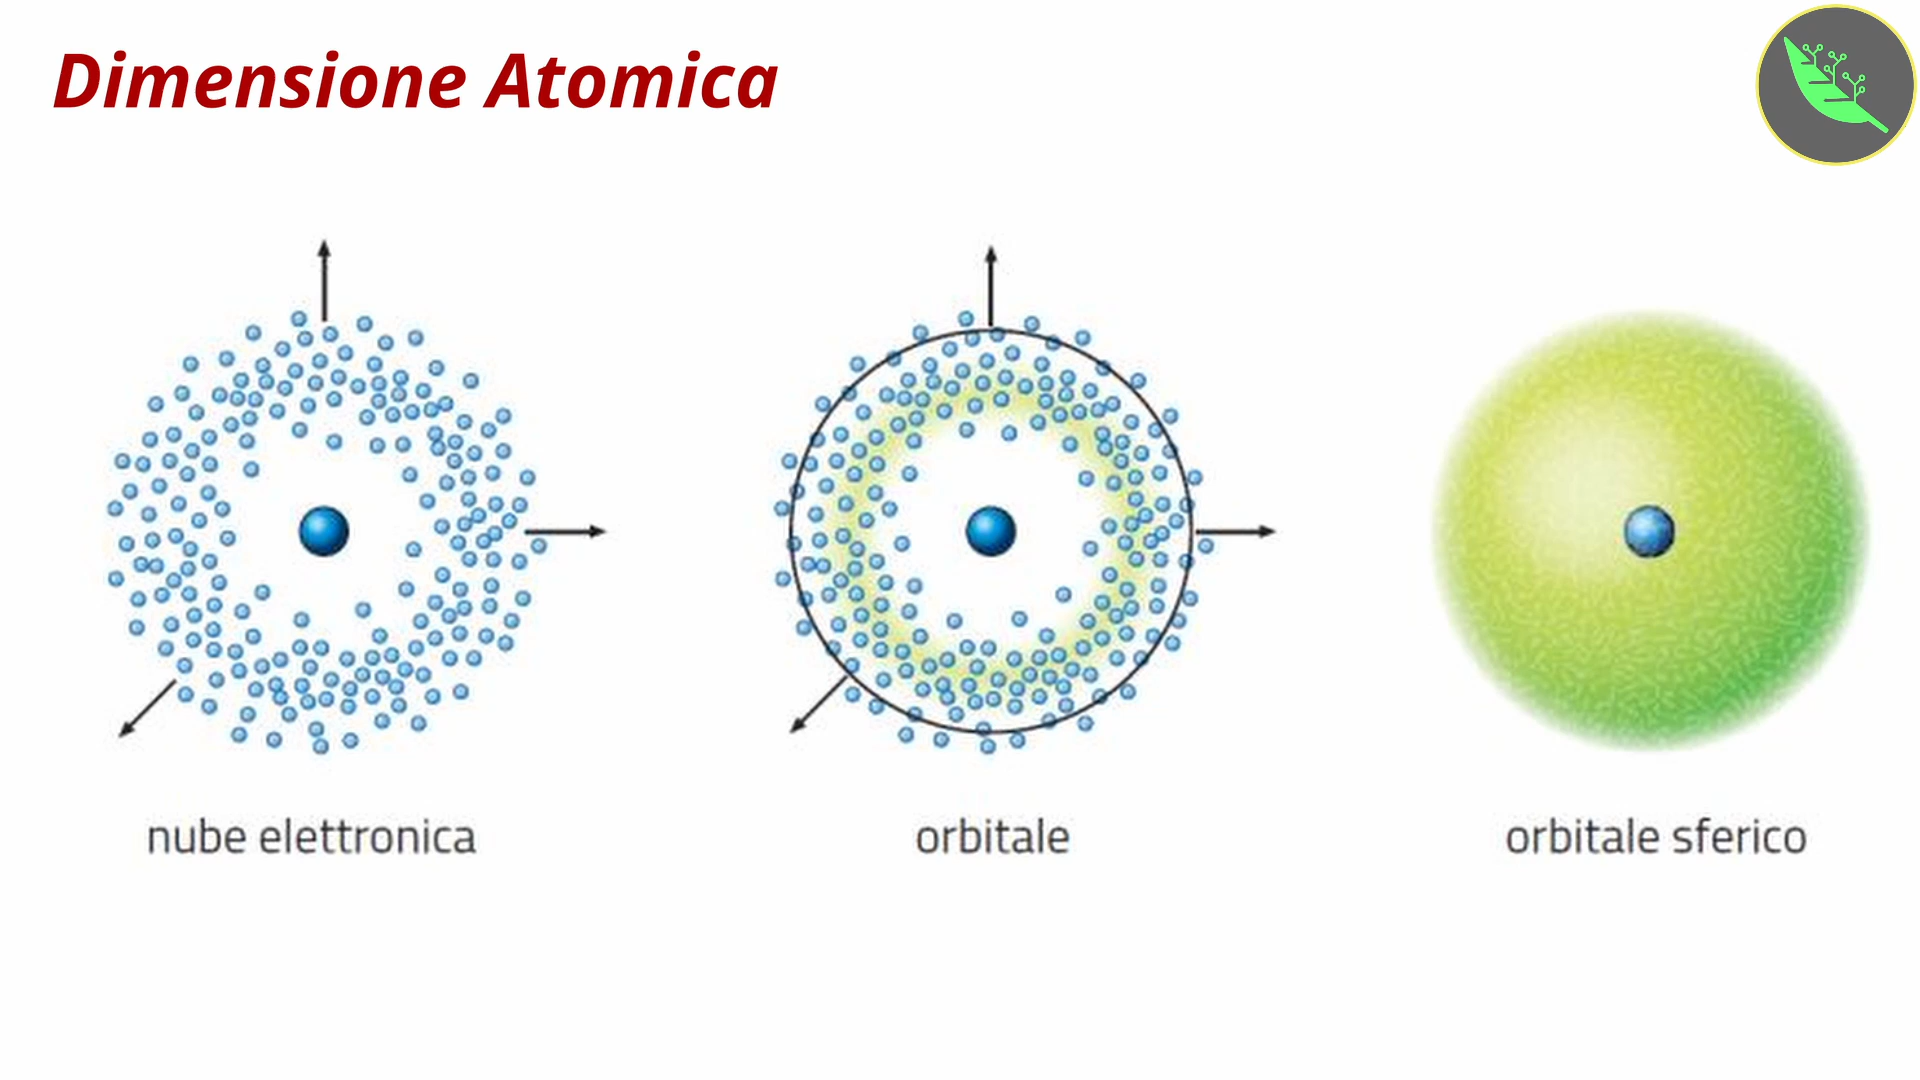 Dimensione Atomica
nube elettronica
orbitale
orbitale sferico